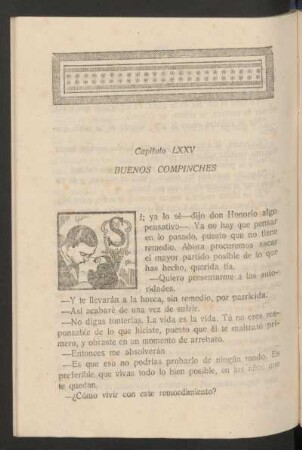 Capítulo LXXV
BUENOS COMPINCHES
SI; ya lo sé—dijo don Honorio algo
pensativo—. Ya no hay que pensar
en lo pasado, puesto que no tiene
remedio. Ahora procuremos sacar
el mayor partido posible de lo que
has hecho, querida tía.
—Quiero presentarme a las auto-
ridades.
—Y te llevarán a la horca, sin remedio, por parricida.
—Así acabaré de una vez de sufrir.
—No digas tonterías. La vida es la vida. Tú no eres res-
ponsable de lo que hiciste, puesto que él te maltrató pri-
mero, y obraste en un momento de arrebato.
—Entonces me absolverán
—Es que eso no podrías probarlo de ningún modo. Es
preferible que vivas todo lo bien posible, en los años que
te quedan.
—¿Cómo vivir con este remordimiento?